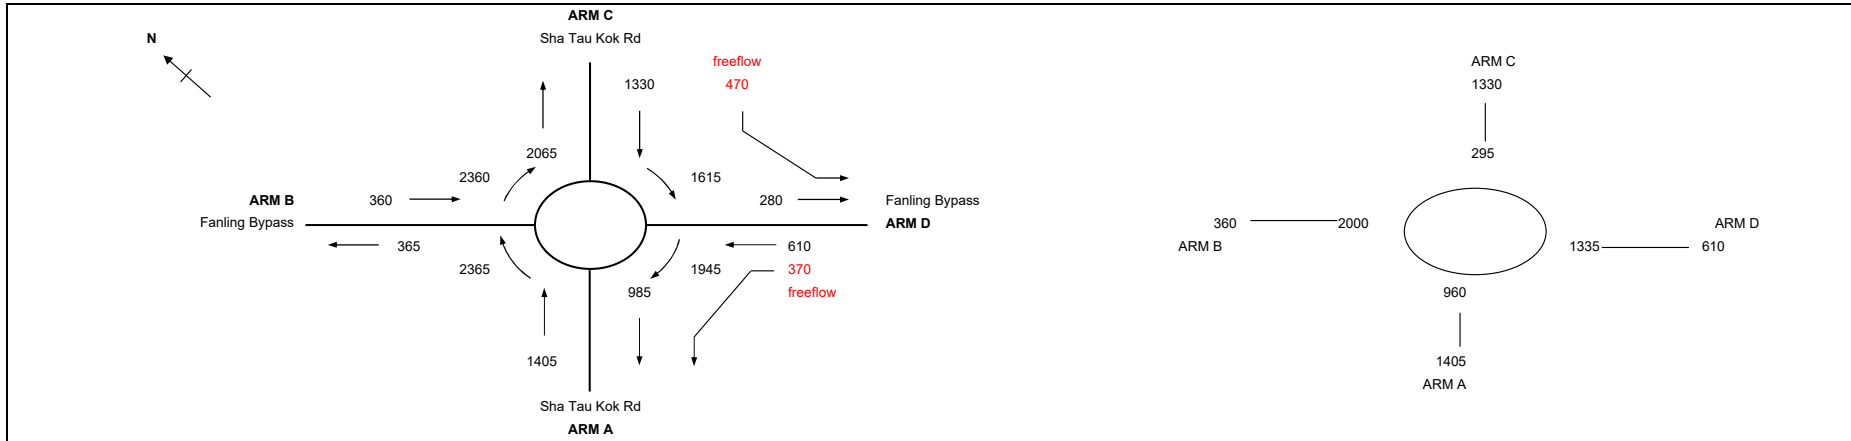 ARM C
Sha Tau Kok Rd
N
freeflow
1330
470
2065
2360
1615
ARM B
360
280
Fanling Bypass
Fanling Bypass
ARM D
365
610
2365
1945
370
985
freeflow
1405
Sha Tau Kok Rd
ARM A
ARM C
1330
295
360
2000
ARM D
ARM B
1335
610
960
1405
ARM A